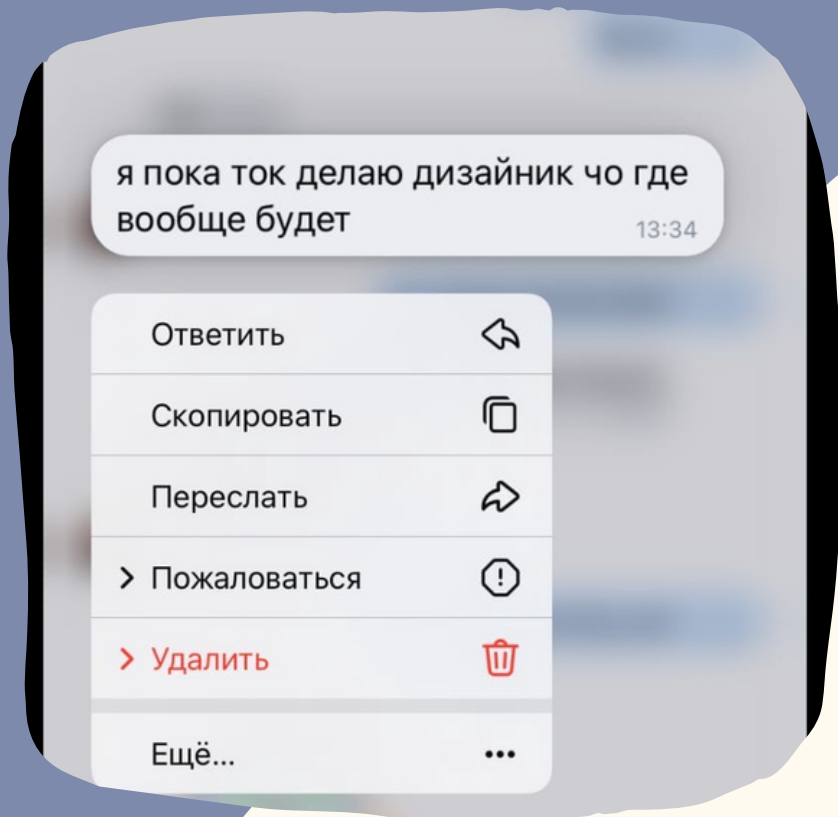 я пока ток делаю дизайник чо где
вообще будет
13:34
Ответить
Скопировать
Переслать
Пожаловаться
Удалить
Ещё...